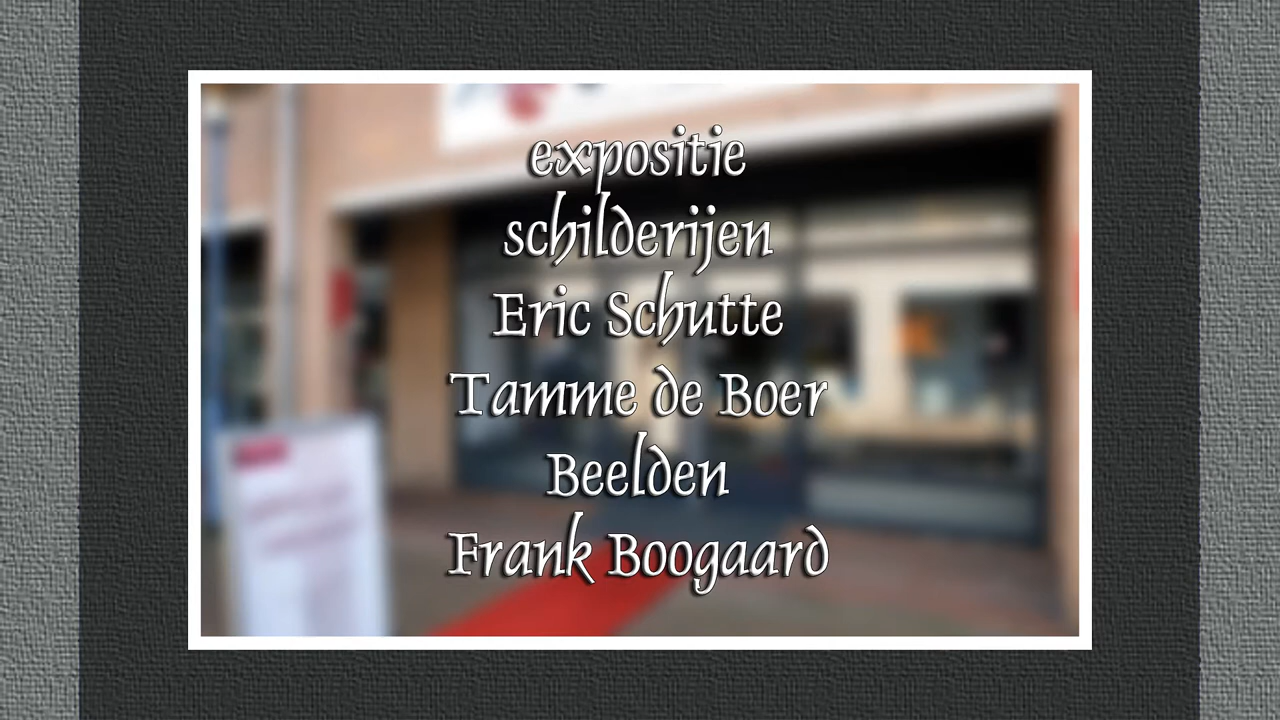 expositie
schilderijen
Eric Schutte
Tamme de Boer
Beelden
Frank Boogaard